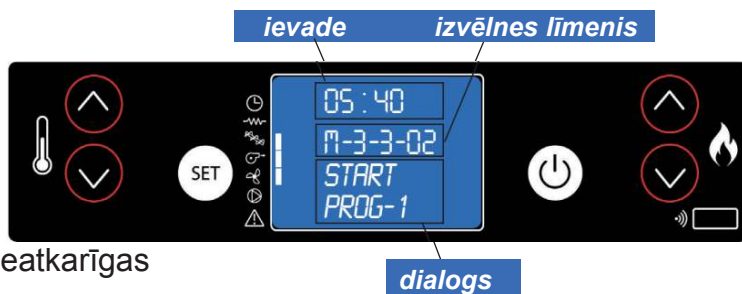 ievade izvēlnes līmenis
05:40
M-3-3-02
SET
START
PROG-1
eatkarīgas
dialogs